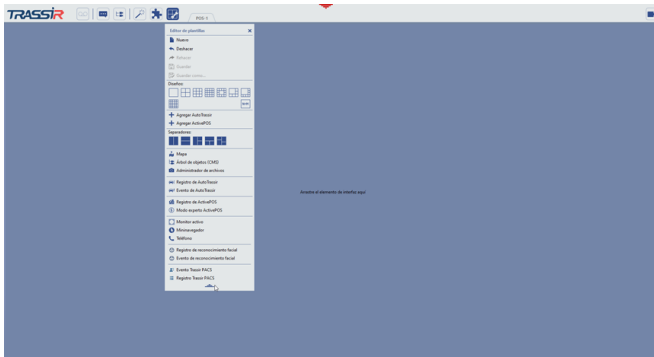 TRASSIR
POS-1
Editor de plantillas
Nuevo
Deshacer
Rehacer
Guardar
Guardar como...
Diseños
Agregar AutoTrassir
Agregar ActivePOS
Separadores
Mapa
Árbol de objetos (CMS)
Administrador de archivos
Registro de AutoTrassir
Evento de AutoTrassir
Registro de ActivePOS
Modo experto ActivePOS
Monitor activo
Mininavegador
Teléfono
Registro de reconocimiento facial
Evento de reconocimiento facial
Evento Trassir PACS
Registro Trassir PACS
Arrastre el elemento de interfaz aquí